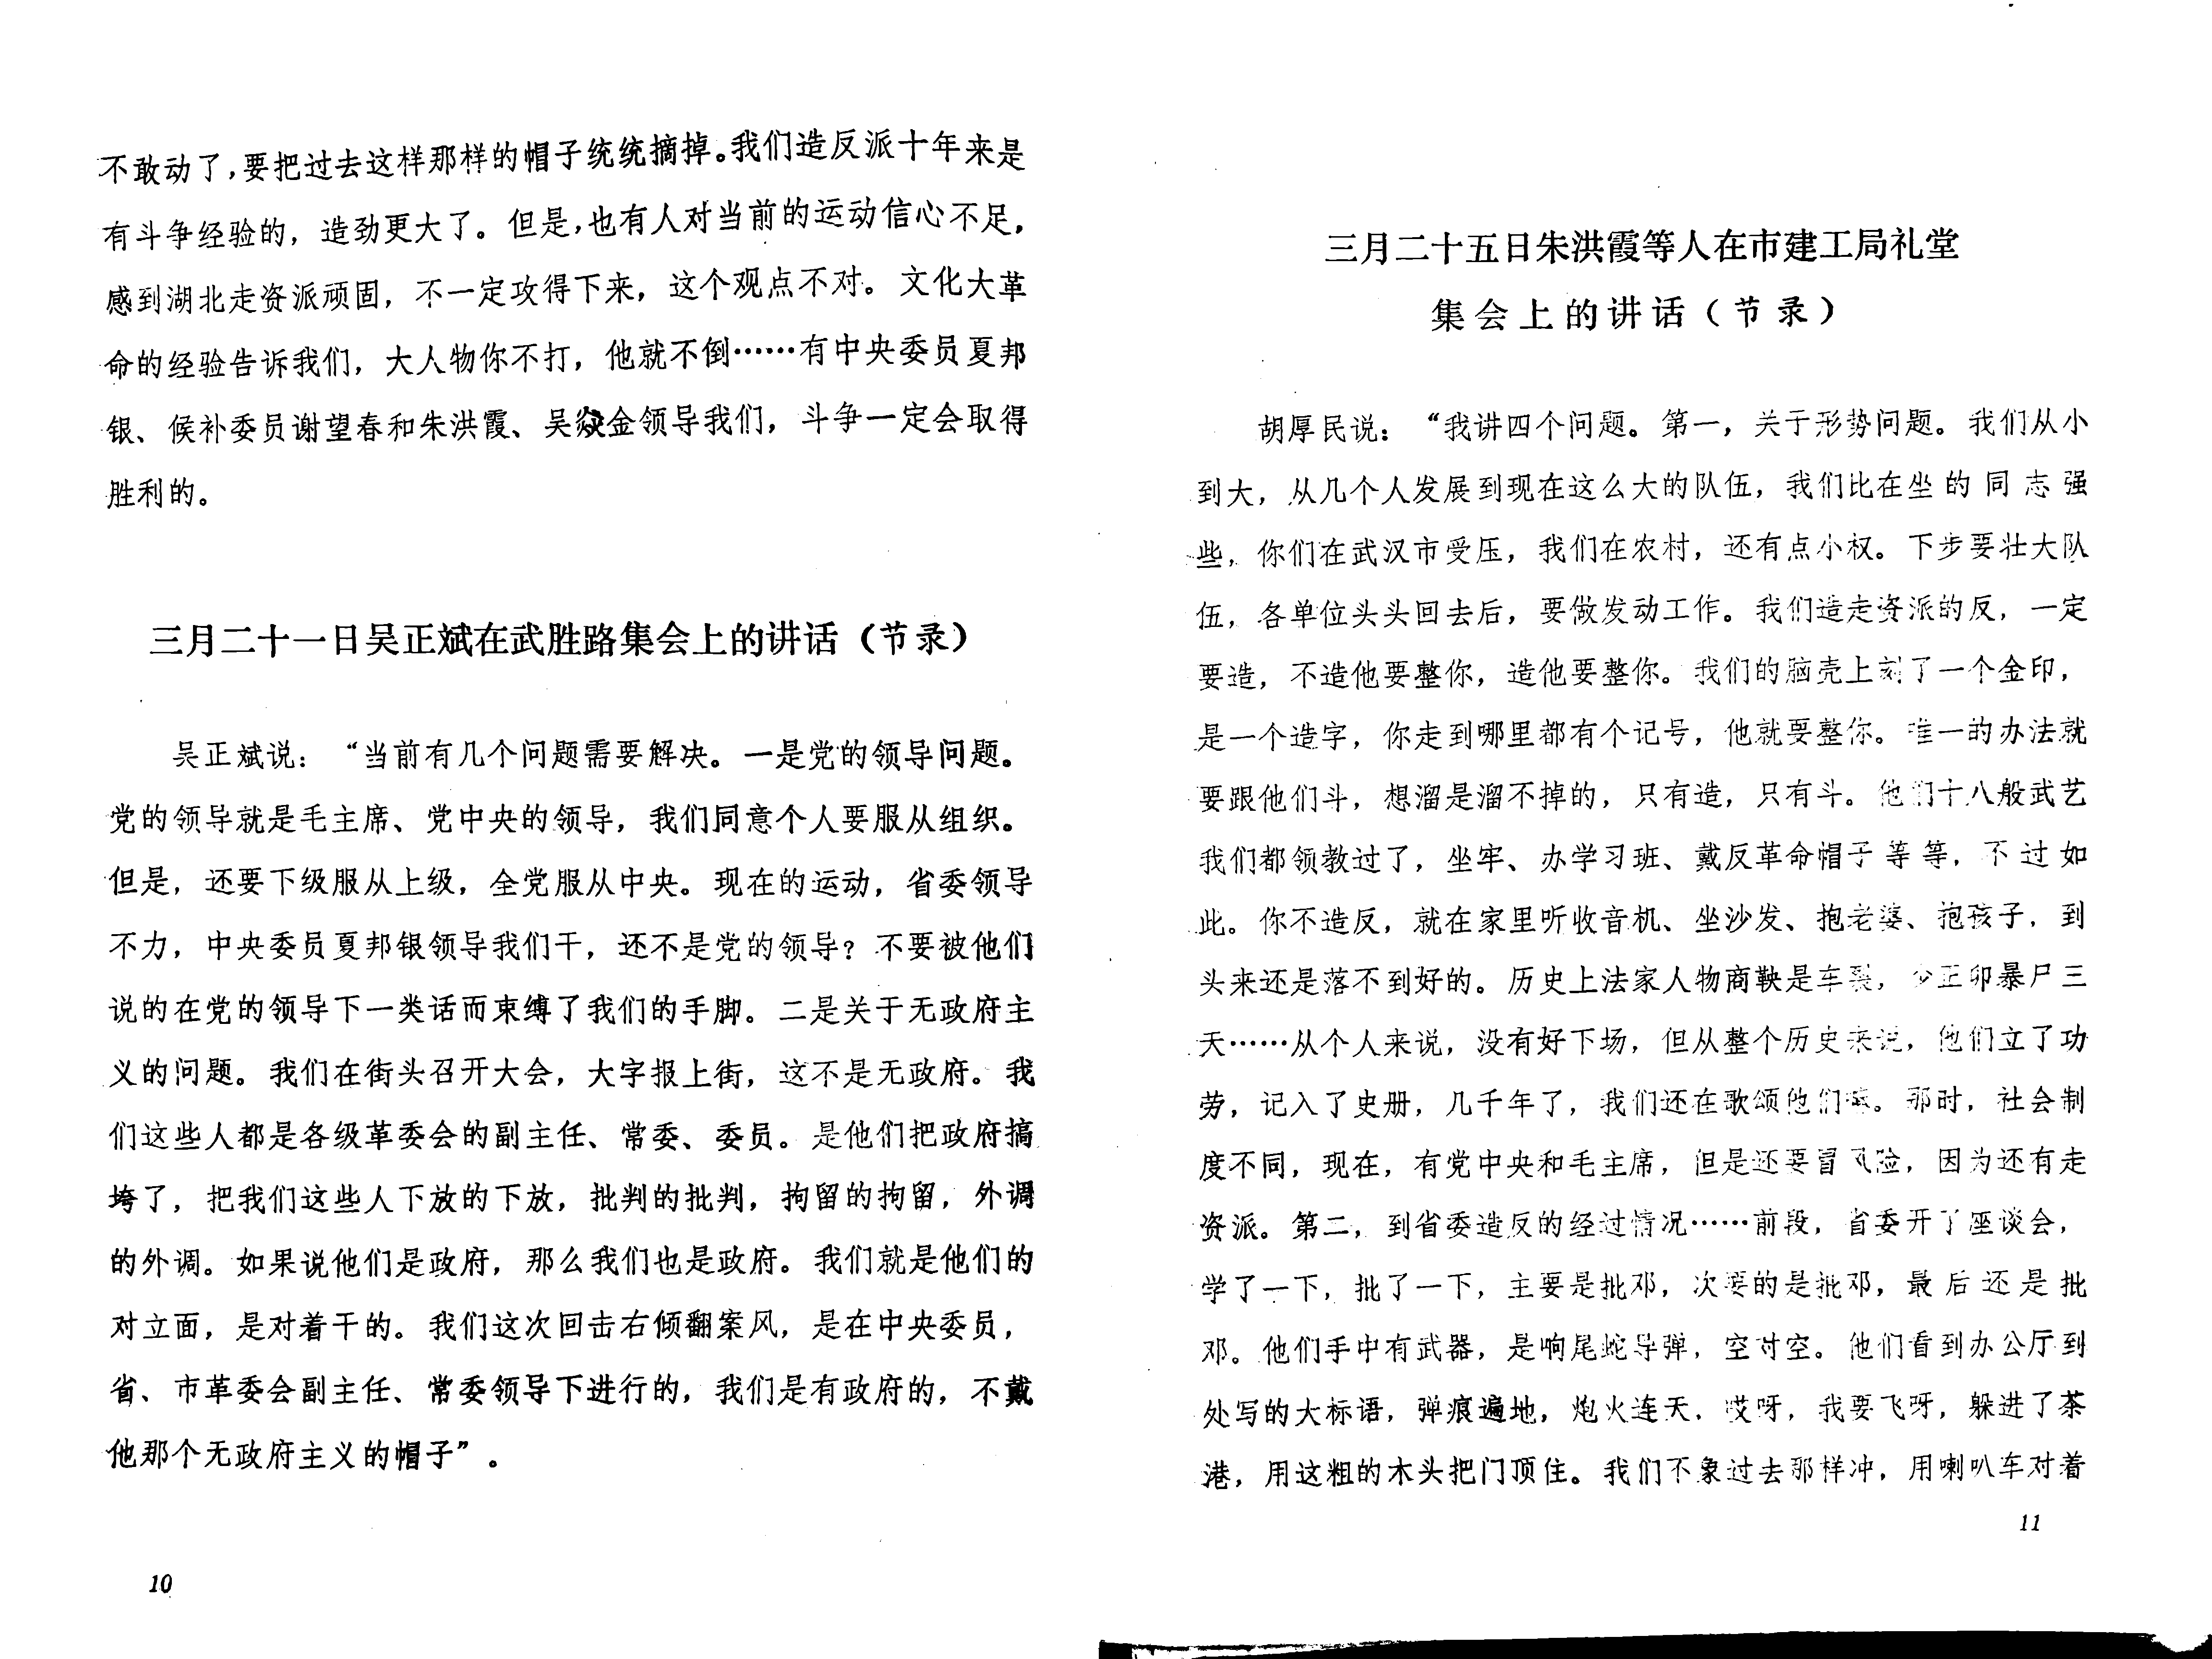 不敢动了，要把过去这样那样的帽子统统摘掉。我们造反派十年来是
有斗争经验的，造劲更大了。但是，也有人对当前的运动信心不足，
感到湖北走资派顽固，不一定攻得下来，这个观点不对。文化大革
命的经验告诉我们，大人物你不打，他就不倒……有中央委员夏邦
银、候补委员谢望春和朱洪霞、吴焱金领导我们，斗争一定会取得
胜利的。
三月二十一日吴正斌在武胜路集会上的讲话（节录）
吴正斌说：“当前有几个问题需要解决。一是党的领导问题。
党的领导就是毛主席、党中央的领导，我们同意个人要服从组织。
但是，还要下级服从上级，全党服从中央。现在的运动，省委领导
不力，中央委员夏邦银领导我们干，还不是党的领导？不要被他们
说的在党的领导下一类话而束缚了我们的手脚。二是关于无政府主
义的问题。我们在街头召开大会，大字报上街，这不是无政府。我
们这些人都是各级革委会的副主任、常委、委员。是他们把政府搞
垮了，把我们这些人下放的下放，批判的批判，拘留的拘留，外调
的外调。如果说他们是政府，那么我们也是政府。我们就是他们的
对立面，是对着干的。我们这次回击右倾翻案风，是在中央委员，
省、市革委会副主任、常委领导下进行的，我们是有政府的，不戴
他那个无政府主义的帽子”。
10
三月二十五日朱洪霞等人在市建工局礼堂
集会上的讲话（节录）
胡厚民说：“我讲四个问题。第一，关于形势问题。我们从小
到大，从几个人发展到现在这么大的队伍，我们比在坐的同志强
些，你们在武汉市受压，我们在农村，还有点小权。下步要壮大队
伍，各单位头头回去后，要做发动工作。我们造走资派的反，一定
要造，不造他要整你，造他要整你。我们的脑壳上刻了一个金印，
是一个造字，你走到哪里都有个记号，他就要整你。唯一的办法就
要跟他们斗，想溜是溜不掉的，只有造，只有斗。他们十八般武艺
我们都领教过了，坐牢、办学习班、戴反革命帽子等等，不过如
此。你不造反，就在家里听收音机、坐沙发、抱老婆、抱孩子，到
头来还是落不到好的。历史上法家人物商鞅是车裂，少正卯暴尸三
天……从个人来说，没有好下场，但从整个历史来说，他们立了功
劳，记入了史册，几千年了，我们还在歌颂他们嘛。那时，社会制
度不同，现在，有党中央和毛主席，但是还要冒风险，因为还有走
资派。第二，到省委造反的经过情况……前段，省委开了座谈会，
学了一下，批了一下，主要是批邓，次要的是批邓，最后还是批
邓。他们手中有武器，是响尾蛇导弹，空对空。他们看到办公厅到
处写的大标语，弹痕遍地，炮火连天，哎呀，我要飞呀，躲进了茶
港，用这粗的木头把门顶住。我们不象过去那样冲，用喇叭车对着
11